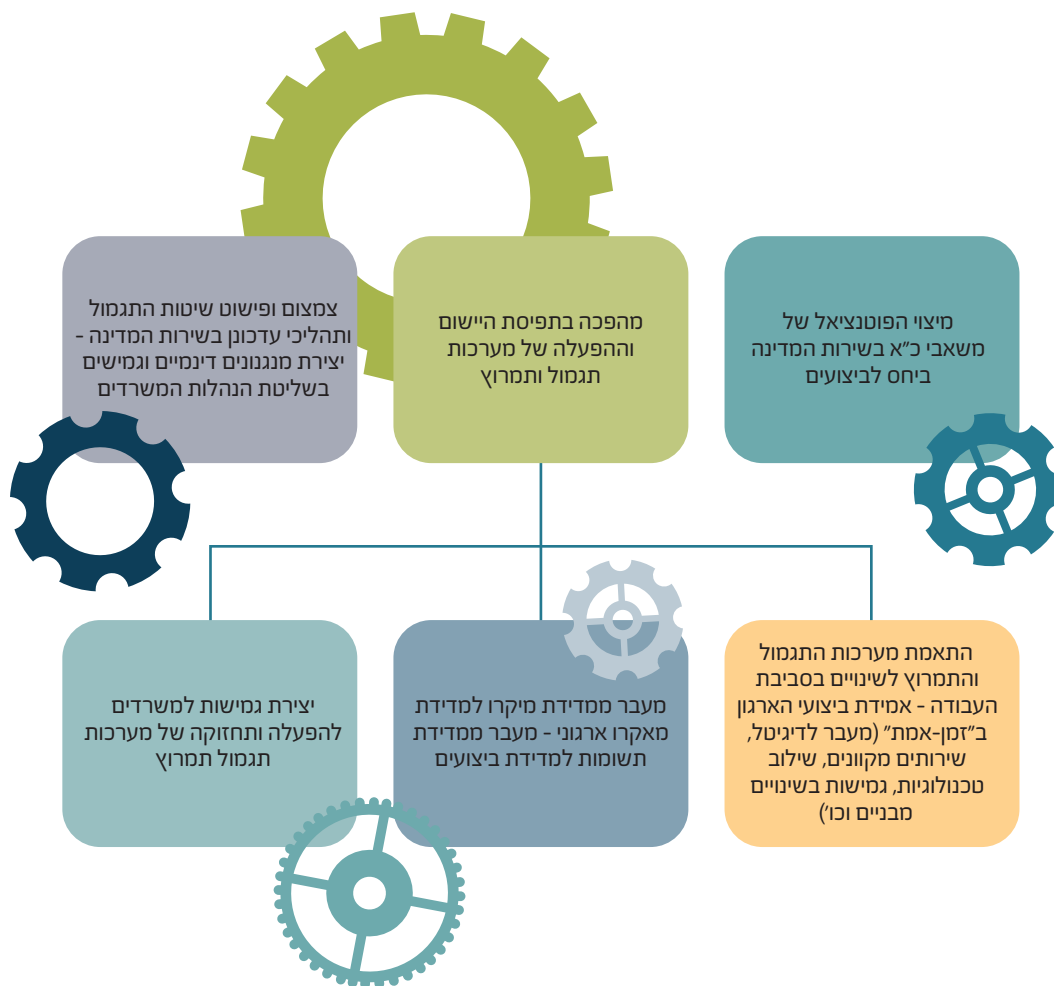 מיצוי הפוטנציאל של
משאבי כ"א בשירות המדינה
ביחס לביצועים
מהפכה בתפיסת היישום
וההפעלה של מערכות
תגמול ותמרוץ
צמצום ופישוט שיטות התגמול
ותהליכי עדכונן בשירות המדינה -
יצירת מנגנונים דינמיים וגמישים
בשליטת הנהלות המשרדים
התאמת מערכות התגמול
והתמרוץ לשינויים בסביבת
העבודה - אמידת ביצועי הארגון
ב"זמן-אמת" (מעבר לדיגיטל,
שירותים מקוונים, שילוב
טכנולוגיות, גמישות בשינויים
מבניים וכו')
מעבר ממדידת מיקרו למדידת
מאקרו ארגוני - מעבר ממדידת
תשומות למדידת ביצועים
יצירת גמישות למשרדים
להפעלה ותחזוקה של מערכות
תגמול תמרוץ